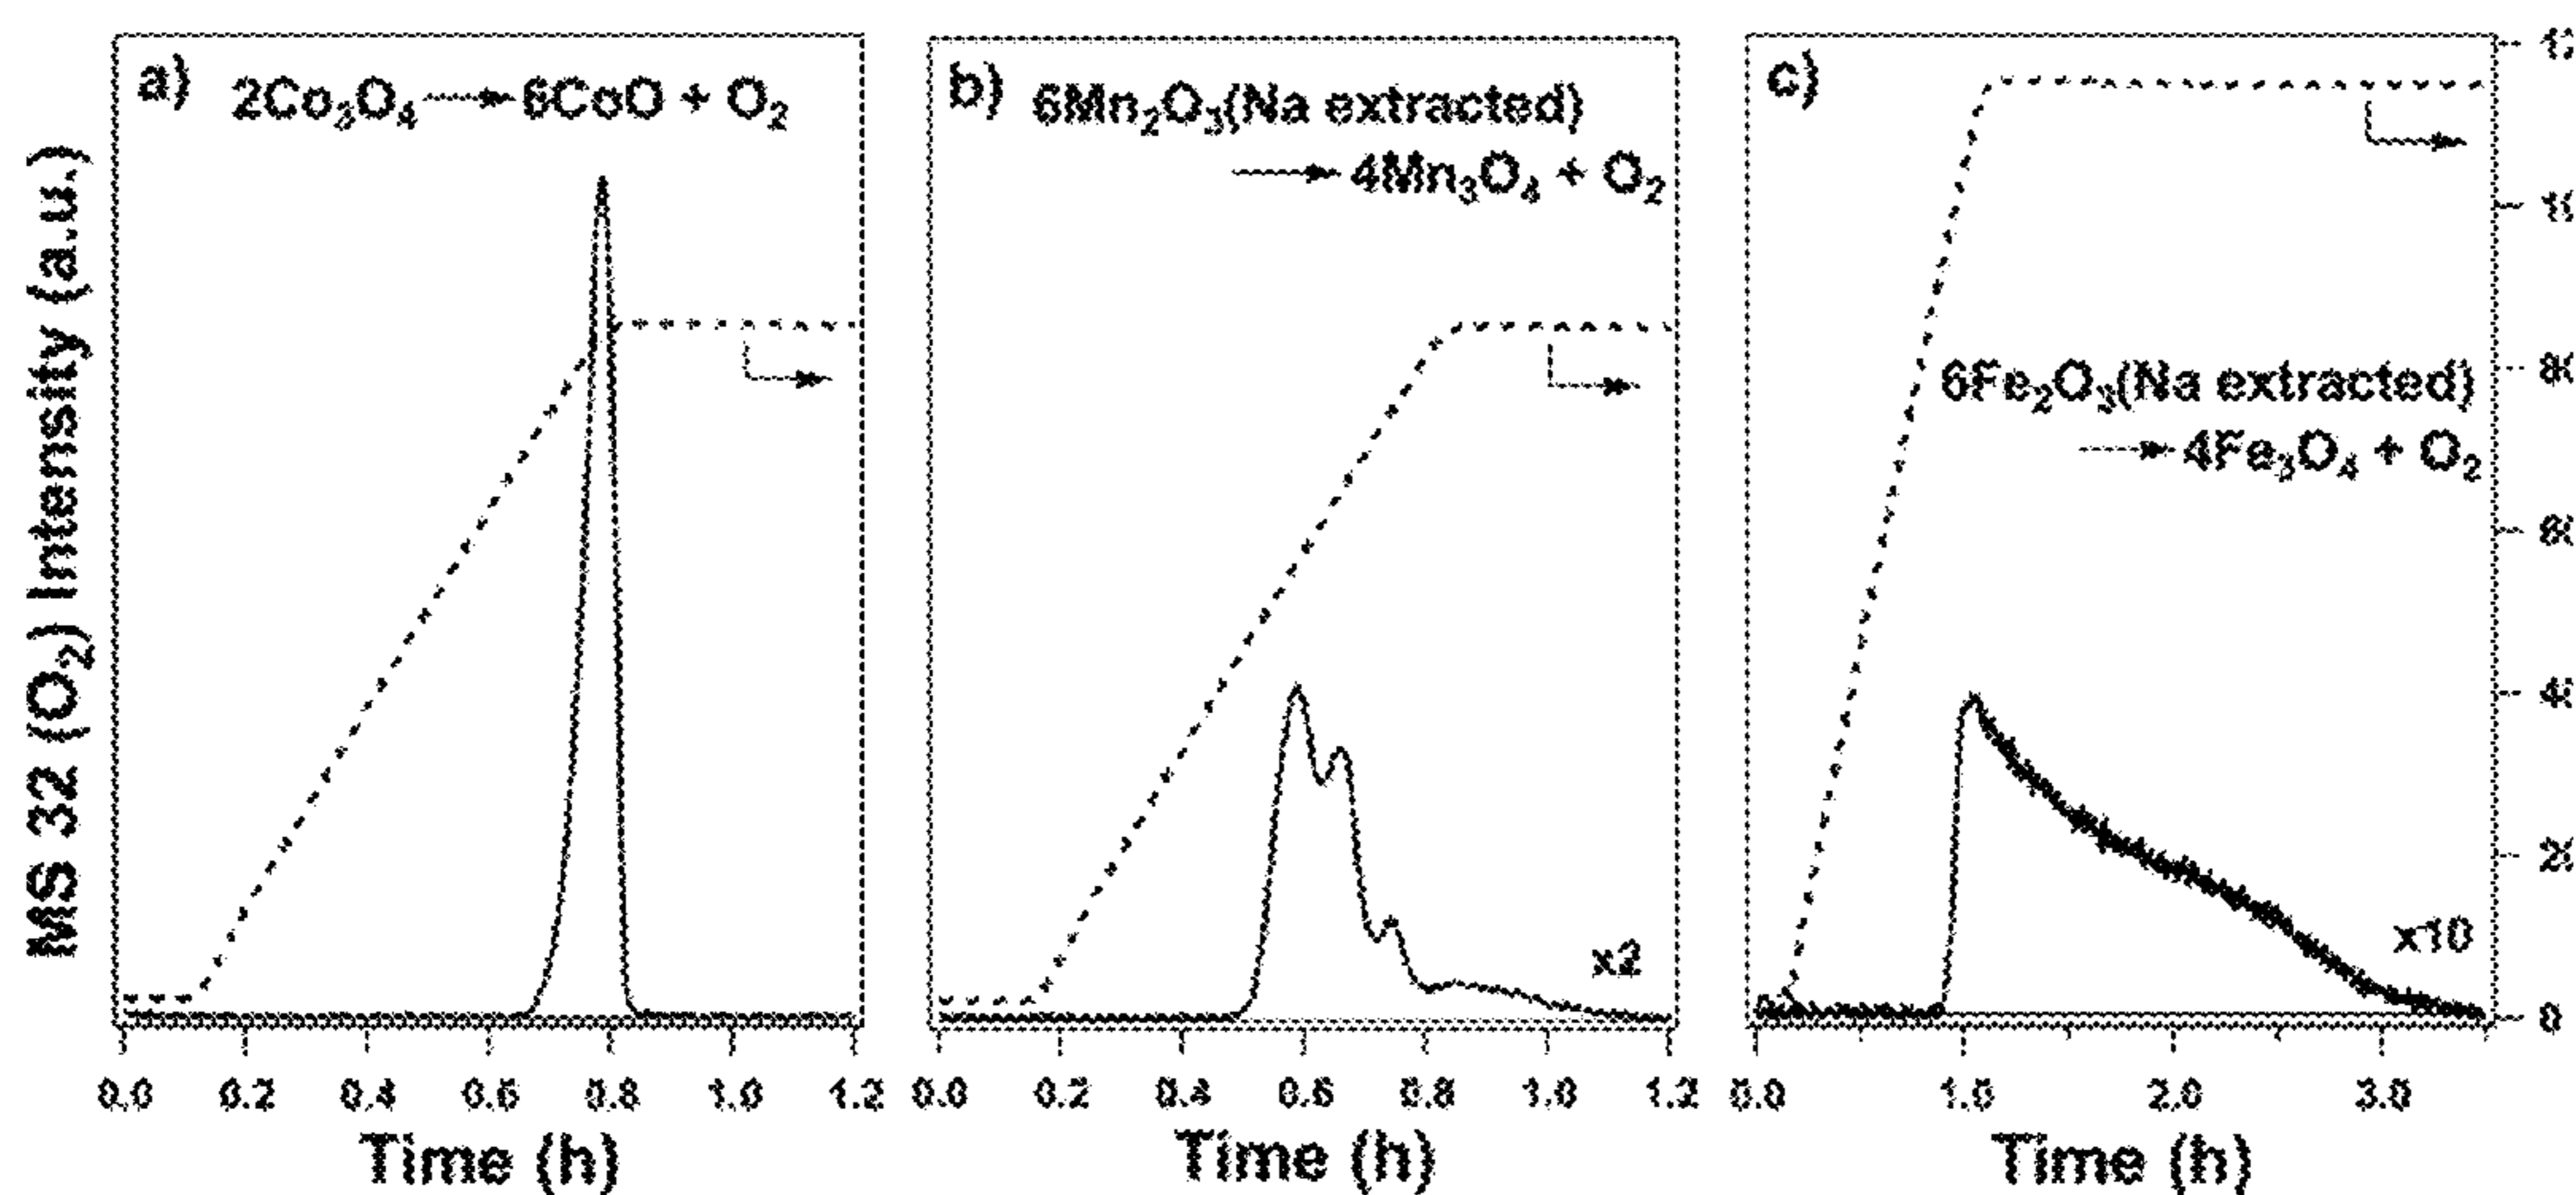 MS 32 (O₂) Intensity (a.u.)
a) 2Co₃O₄ → 6CoO + O₂
0.0 0.2 0.4 0.6 0.8 1.0 1.2
Time (h)
b) 6Mn₂O₃(Na extracted)
→ 4Mn₃O₄ + O₂
x2
0.0 0.2 0.4 0.6 0.8 1.0 1.2
Time (h)
c)
6Fe₂O₃(Na extracted)
→ 4Fe₃O₄ + O₂
x10
0.0 1.0 2.0 3.0
Time (h)
0